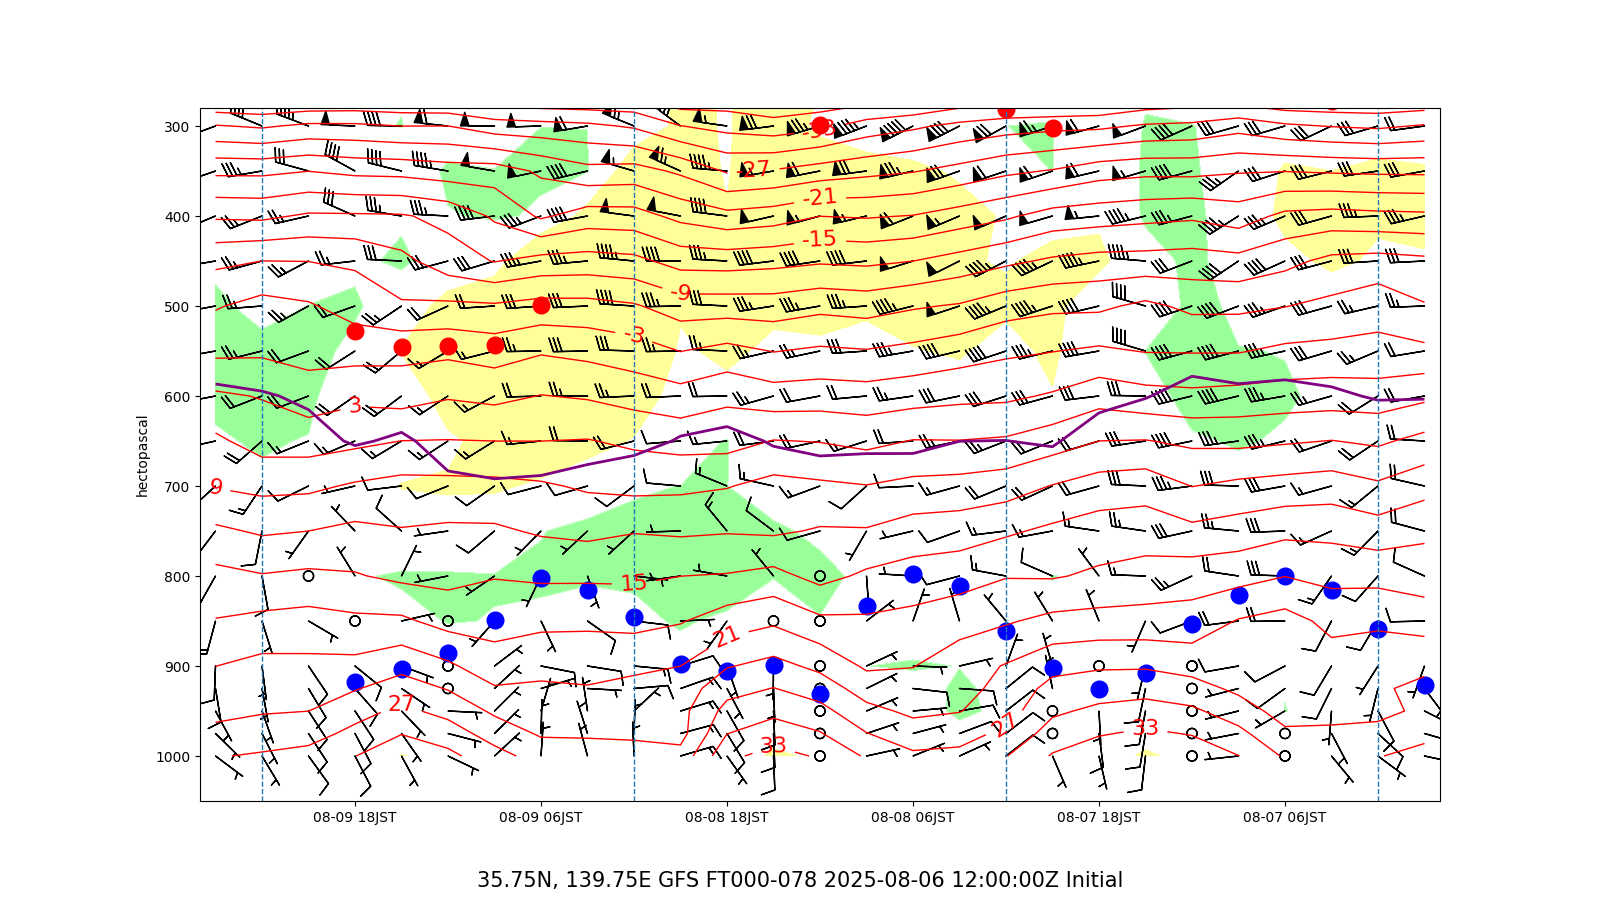 300
400
500
600
700
800
900
1000
hectopascal
-27
-21
-15
-9
-3
3
9
15
21
27
33
21
33
08-09 18JST
08-09 06JST
08-08 18JST
08-08 06JST
08-07 18JST
08-07 06JST
35.75N, 139.75E GFS FT000-078 2025-08-06 12:00:00Z Initial